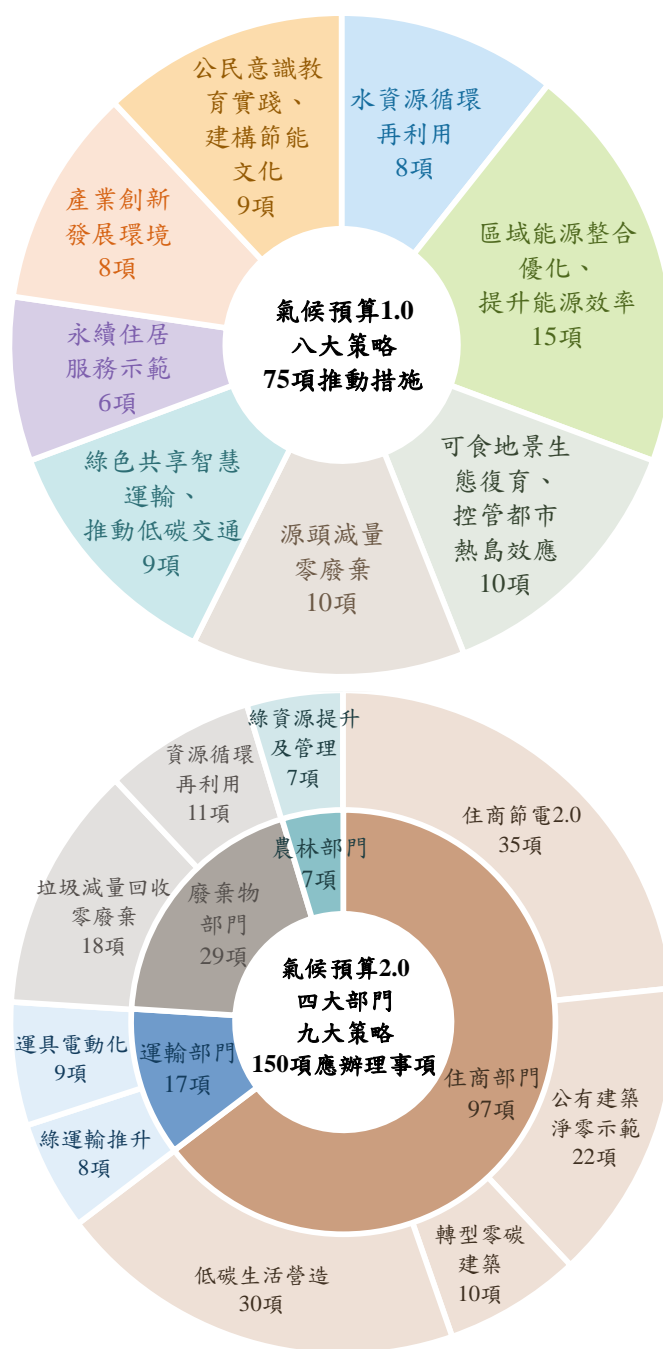 公民意識教
育實踐、
建構節能
文化
9項
水資源循環
再利用
8項
產業創新
發展環境
8項
區域能源整合
優化、
提升能源效率
15項
氣候預算1.0
八大策略
75項推動措施
永續住居
服務示範
6項
綠色共享智慧
運輸、
推動低碳交通
9項
源頭減量
零廢棄
10項
可食地景生
態復育、
控管都市
熱島效應
10項
綠資源提升
及管理
7項
資源循環
再利用
11項
住商節電2.0
35項
農林部門
7項
垃圾減量回收
零廢棄
18項
廢棄物
部門
29項
氣候預算2.0
四大部門
九大策略
150項應辦理事項
運具電動化
9項
運輸部門
17項
住商部門
97項
公有建築
淨零示範
22項
綠運輸推升
8項
低碳生活營造
30項
轉型零碳
建築
10項